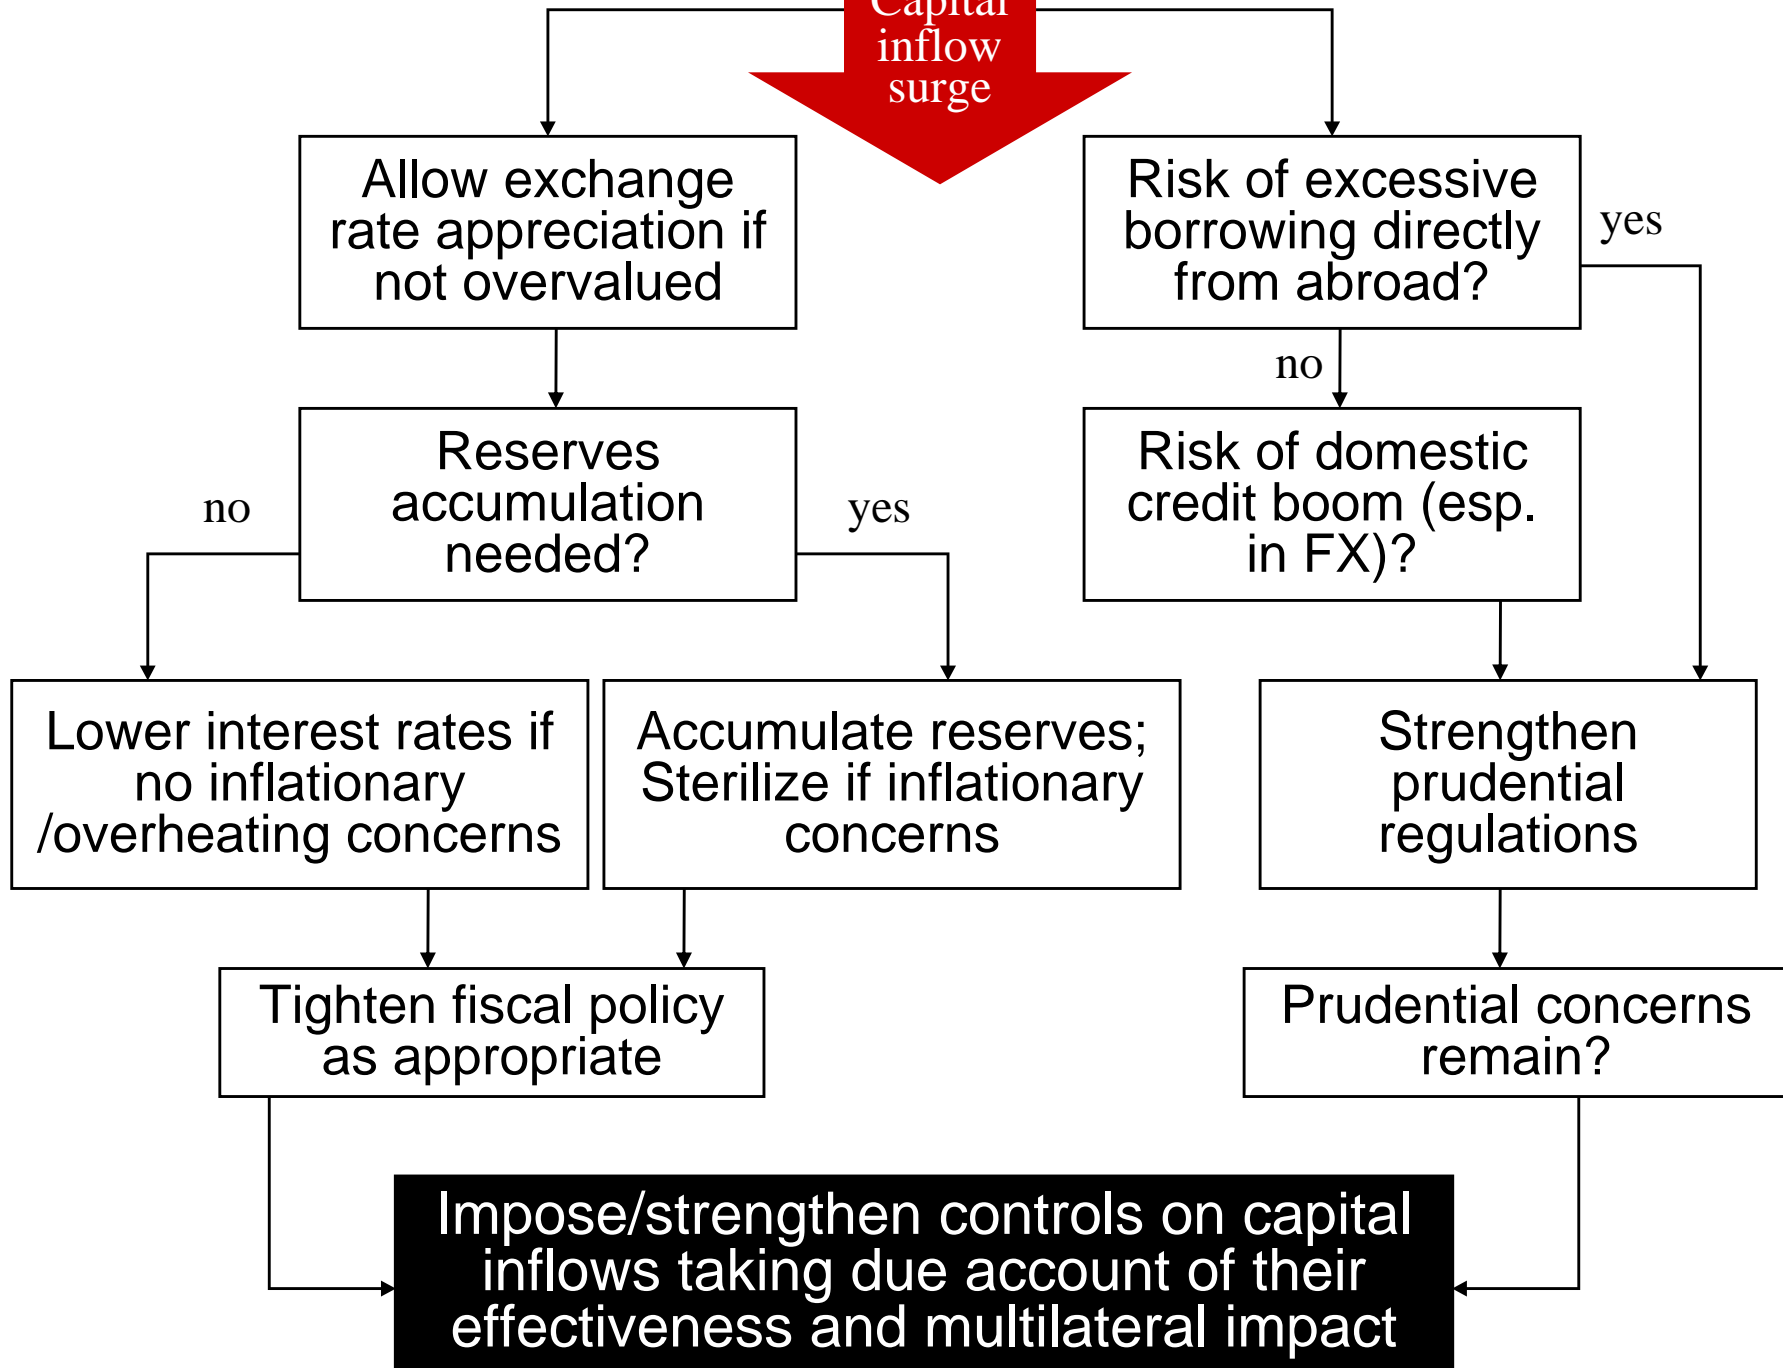 Capital
inflow
surge
Allow exchange
rate appreciation if
not overvalued
Risk of excessive
borrowing directly
from abroad?
yes
no
Reserves
accumulation
needed?
no
yes
Risk of domestic
credit boom (esp.
in FX)?
Lower interest rates if
no inflationary
/overheating concerns
Accumulate reserves;
Sterilize if inflationary
concerns
Strengthen
prudential
regulations
Tighten fiscal policy
as appropriate
Prudential concerns
remain?
Impose/strengthen controls on capital
inflows taking due account of their
effectiveness and multilateral impact